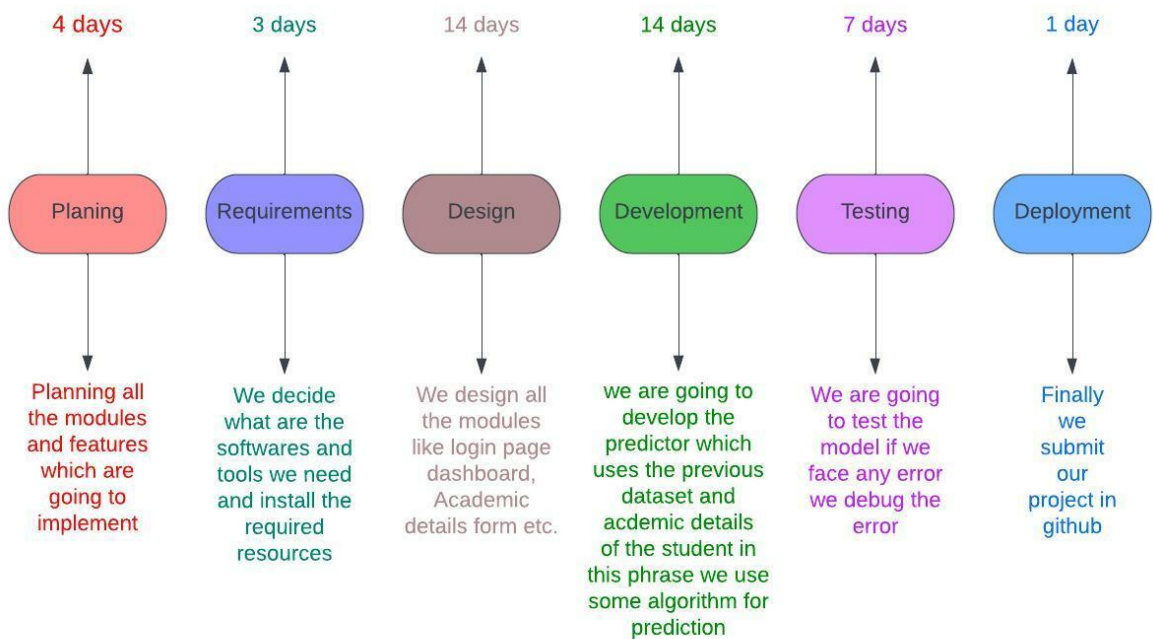 4 days
3 days
14 days
14 days
7 days
1 day
Planing
Requirements
Design
Development
Testing
Deployment
Planning all
the modules
and features
which are
going to
implement
We decide
what are the
softwares and
tools we need
and install the
required
resources
We design all
the modules
like login page
dashboard,
Academic
details form etc.
we are going to
develop the
predictor which
uses the previous
dataset and
acdemic details
of the student in
this phrase we use
some algorithm for
prediction
We are going
to test the
model if we
face any error
we debug the
error
Finally
we
submit
our
project in
github